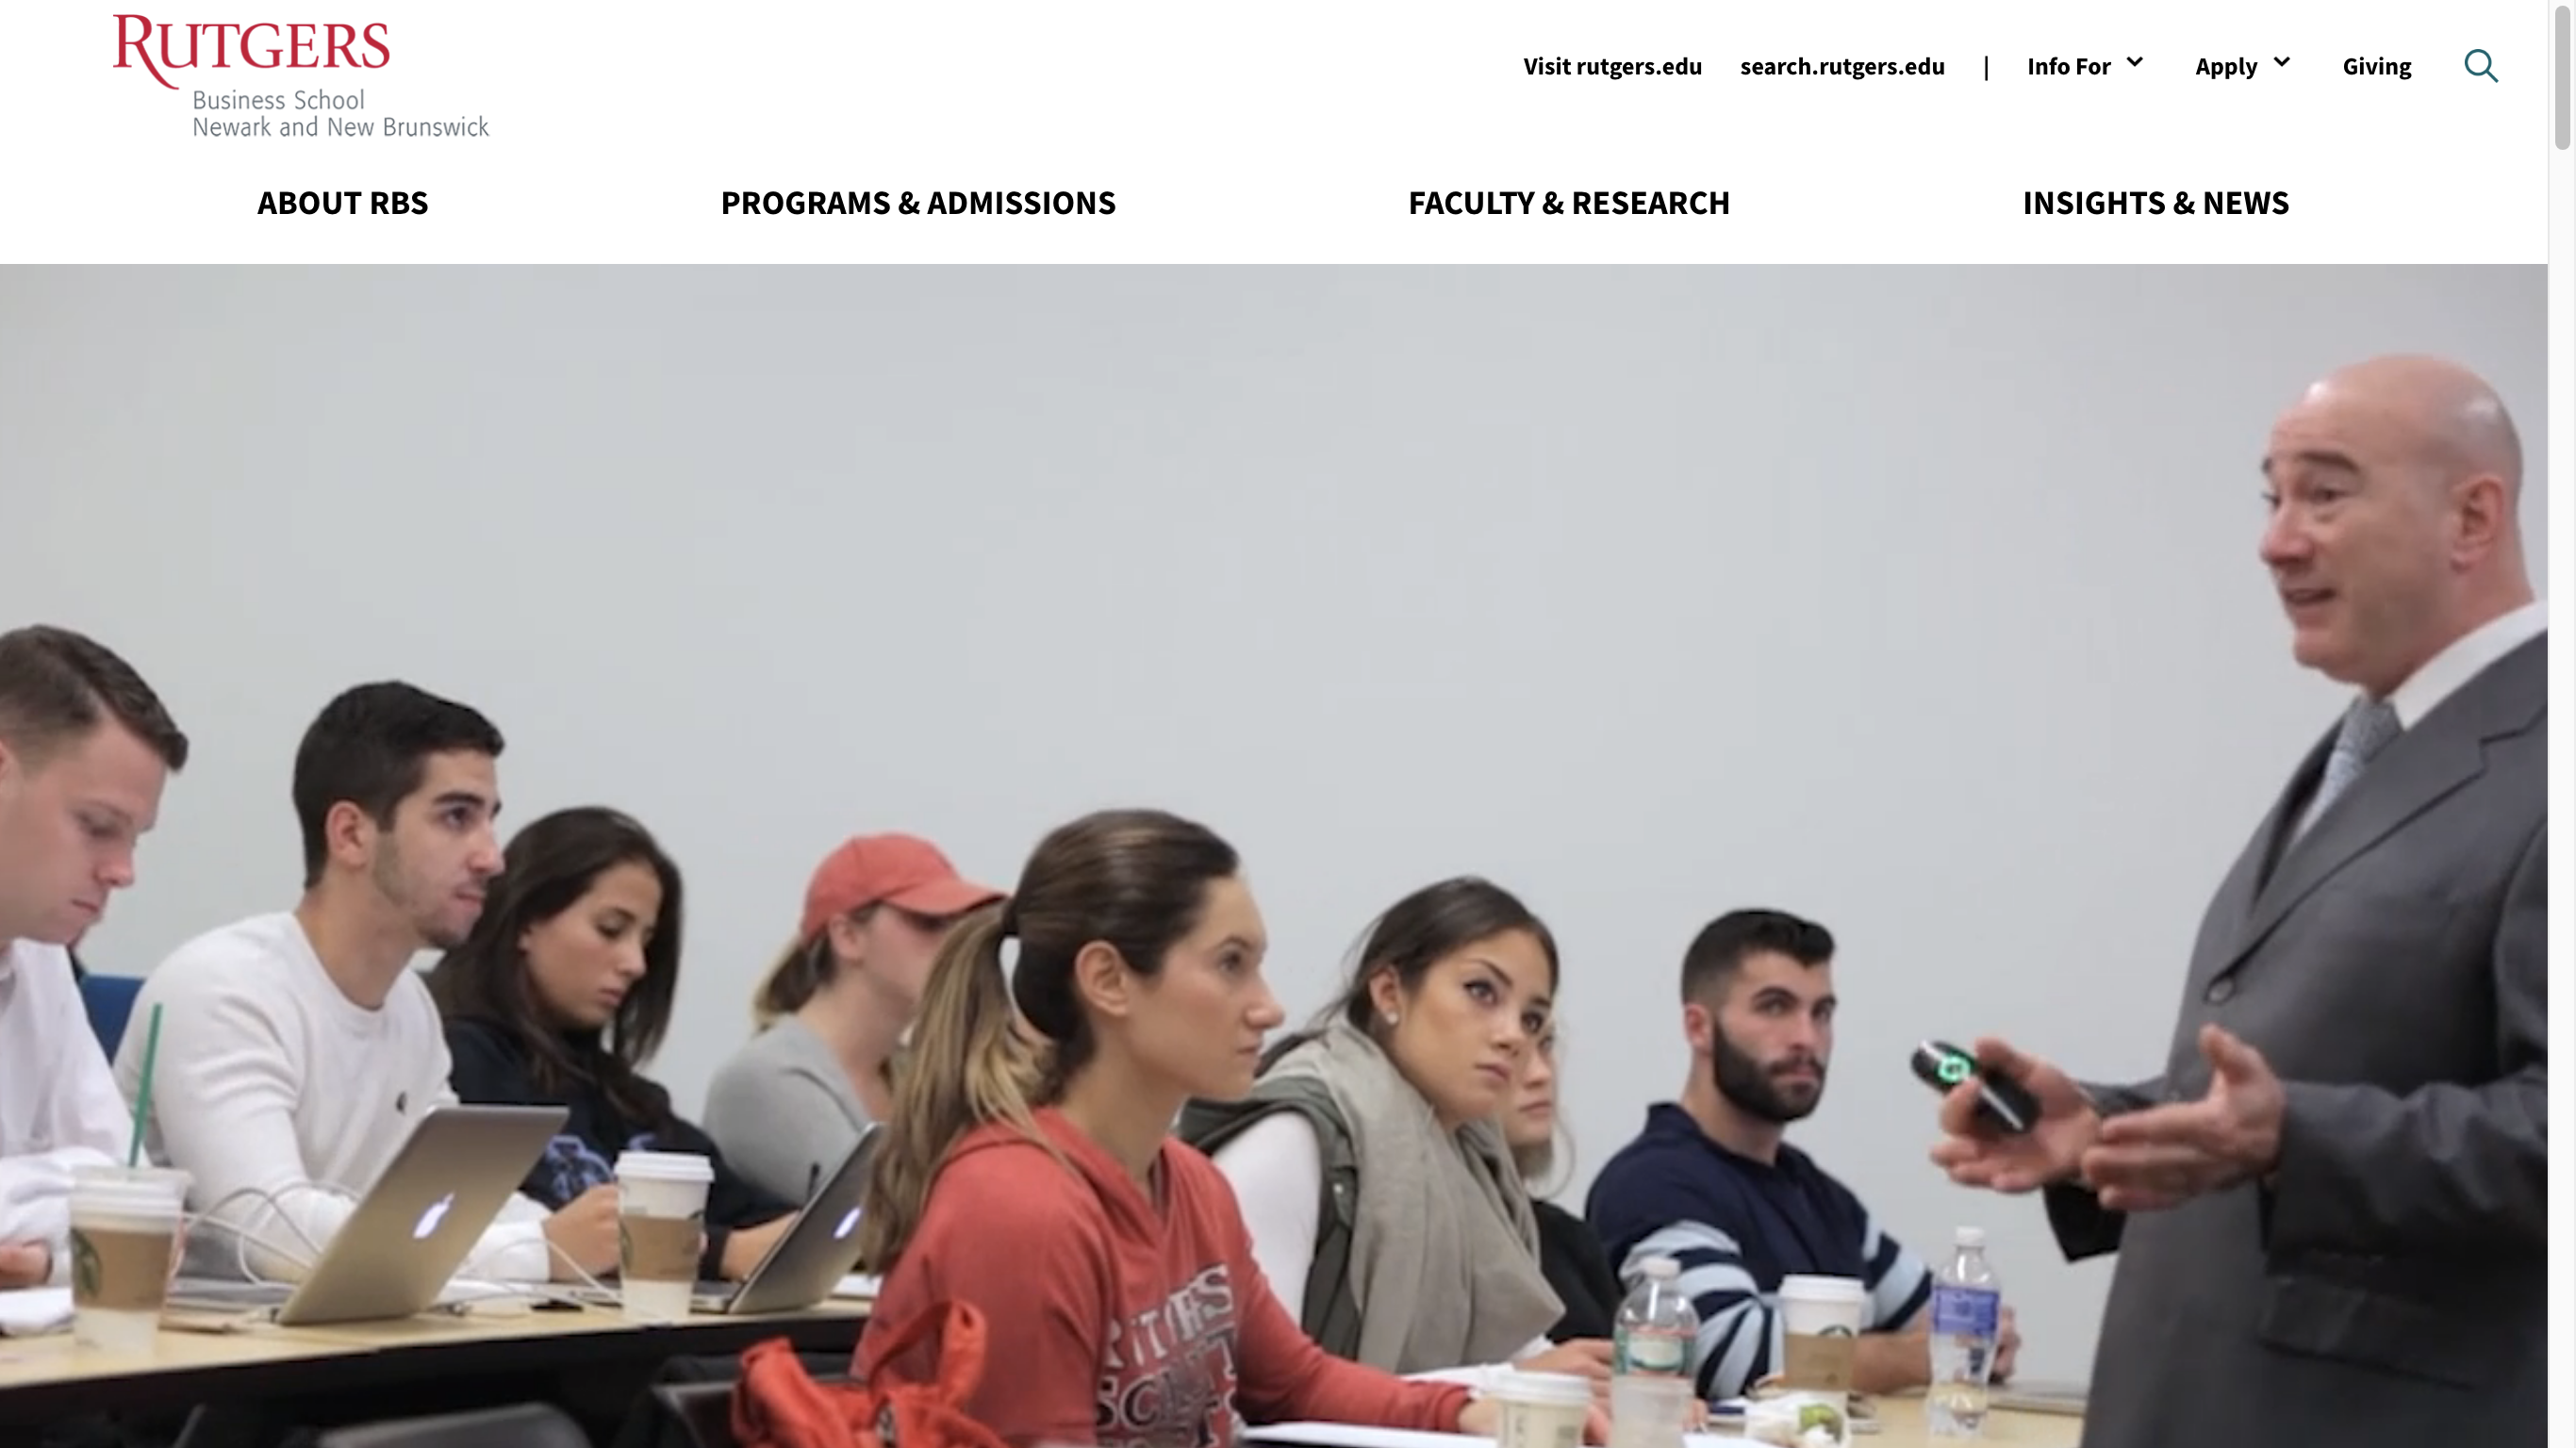 RUTGERS
Business School
Newark and New Brunswick
Visit rutgers.edu search.rutgers.edu | Info For Apply Giving
ABOUT RBS PROGRAMS & ADMISSIONS FACULTY & RESEARCH INSIGHTS & NEWS